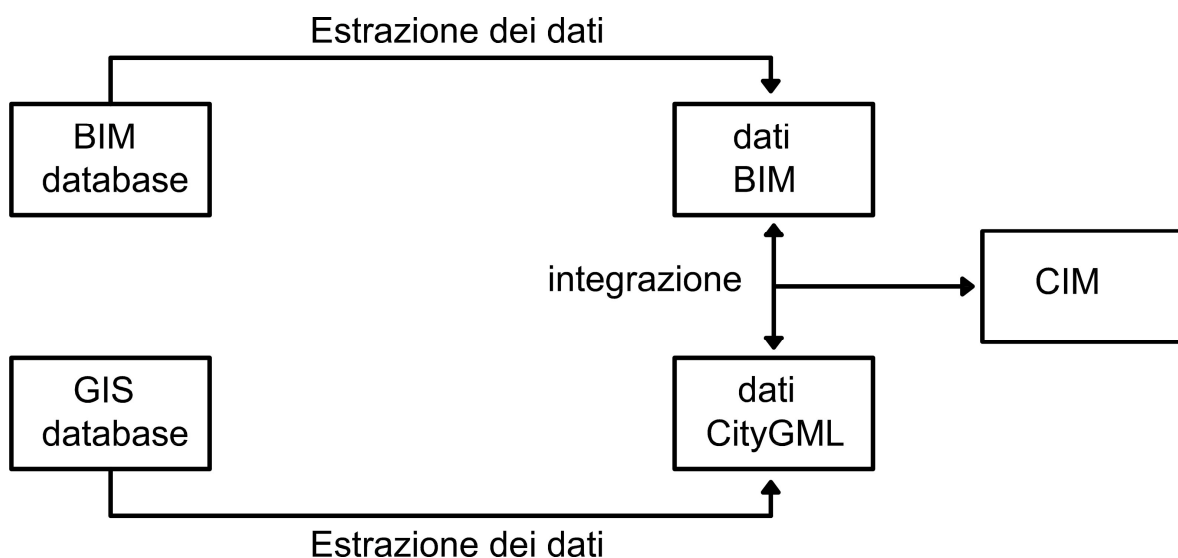 Estrazione dei dati
BIM
database
dati
BIM
integrazione
CIM
GIS
database
dati
CityGML
Estrazione dei dati